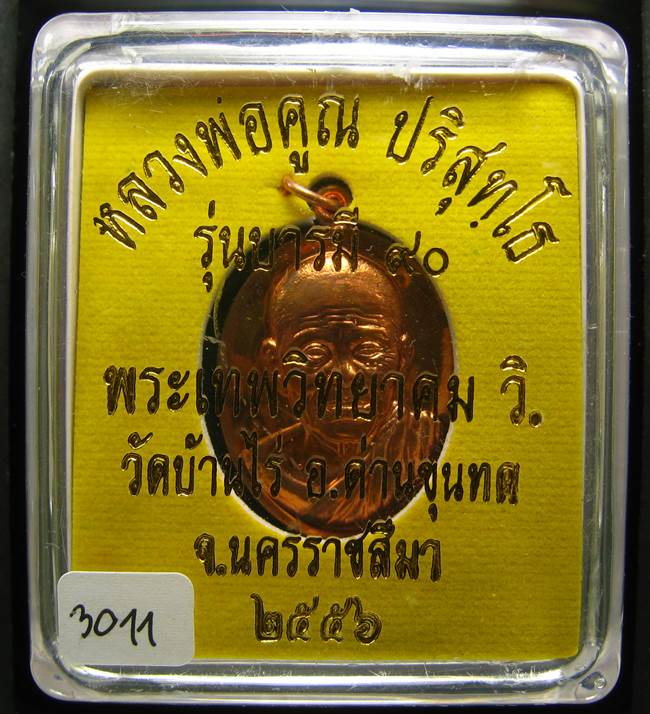 หลวงพ่อคูณ ปริสุทฺโธ
รุ่นบารมี ๙๐
พระเทพวิทยาคม วิ.
วัดบ้านไร่ อ.ด่านขุนทด
จ.นครราชสีมา
๒๕๕๖
3011